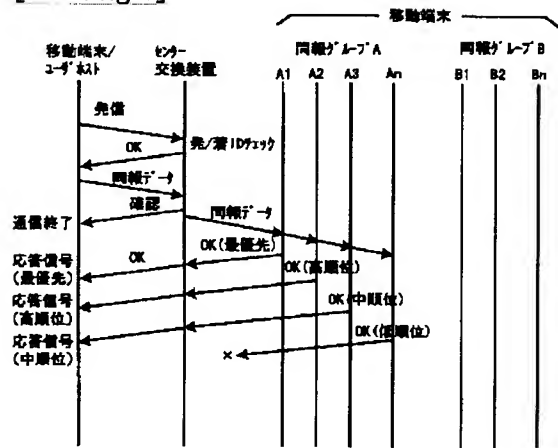 移動端末
移動端末/
ユーザホスト
センター
交換装置
同報グループA
同報グループB
A1 A2 A3 An
B1 B2 Bn
発信
発/着IDチェック
OK
同報データ
確認
通信終了
同報データ
OK(最優先)
OK
応答信号
(最優先)
OK(高順位)
応答信号
(高順位)
OK(中順位)
応答信号
(中順位)
OK(低順位)
×